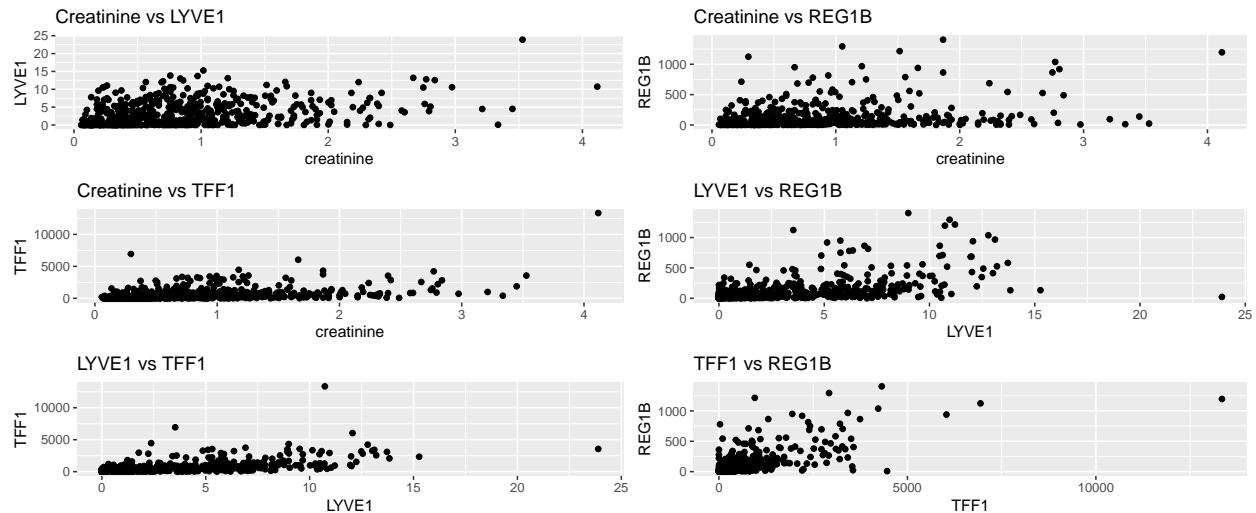 Creatinine vs LYVE1
25
20
15
10
5
0
LYVE1
0 1 2 3 4
creatinine
Creatinine vs REG1B
1000
500
0
REG1B
0 1 2 3 4
creatinine
Creatinine vs TFF1
10000
5000
0
TFF1
0 1 2 3 4
creatinine
LYVE1 vs REG1B
1000
500
0
REG1B
0 5 10 15 20 25
LYVE1
LYVE1 vs TFF1
10000
5000
0
TFF1
0 5 10 15 20 25
LYVE1
TFF1 vs REG1B
1000
500
0
REG1B
0 5000 10000
TFF1